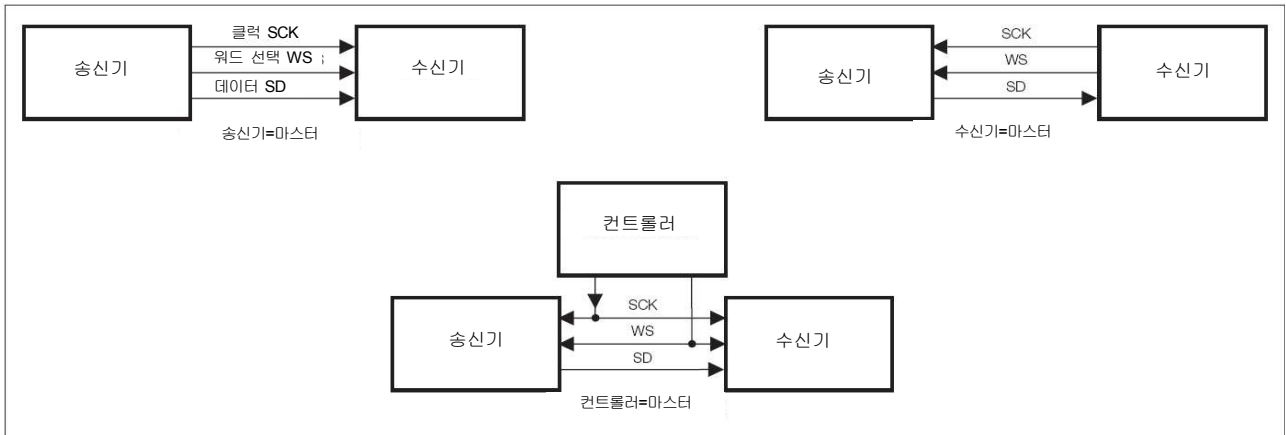 클럭 SCK
워드 선택 WS ;
데이터 SD
송신기
수신기
송신기=마스터
SCK
WS
SD
송신기
수신기
수신기=마스터
컨트롤러
SCK
WS
SD
송신기
수신기
컨트롤러=마스터